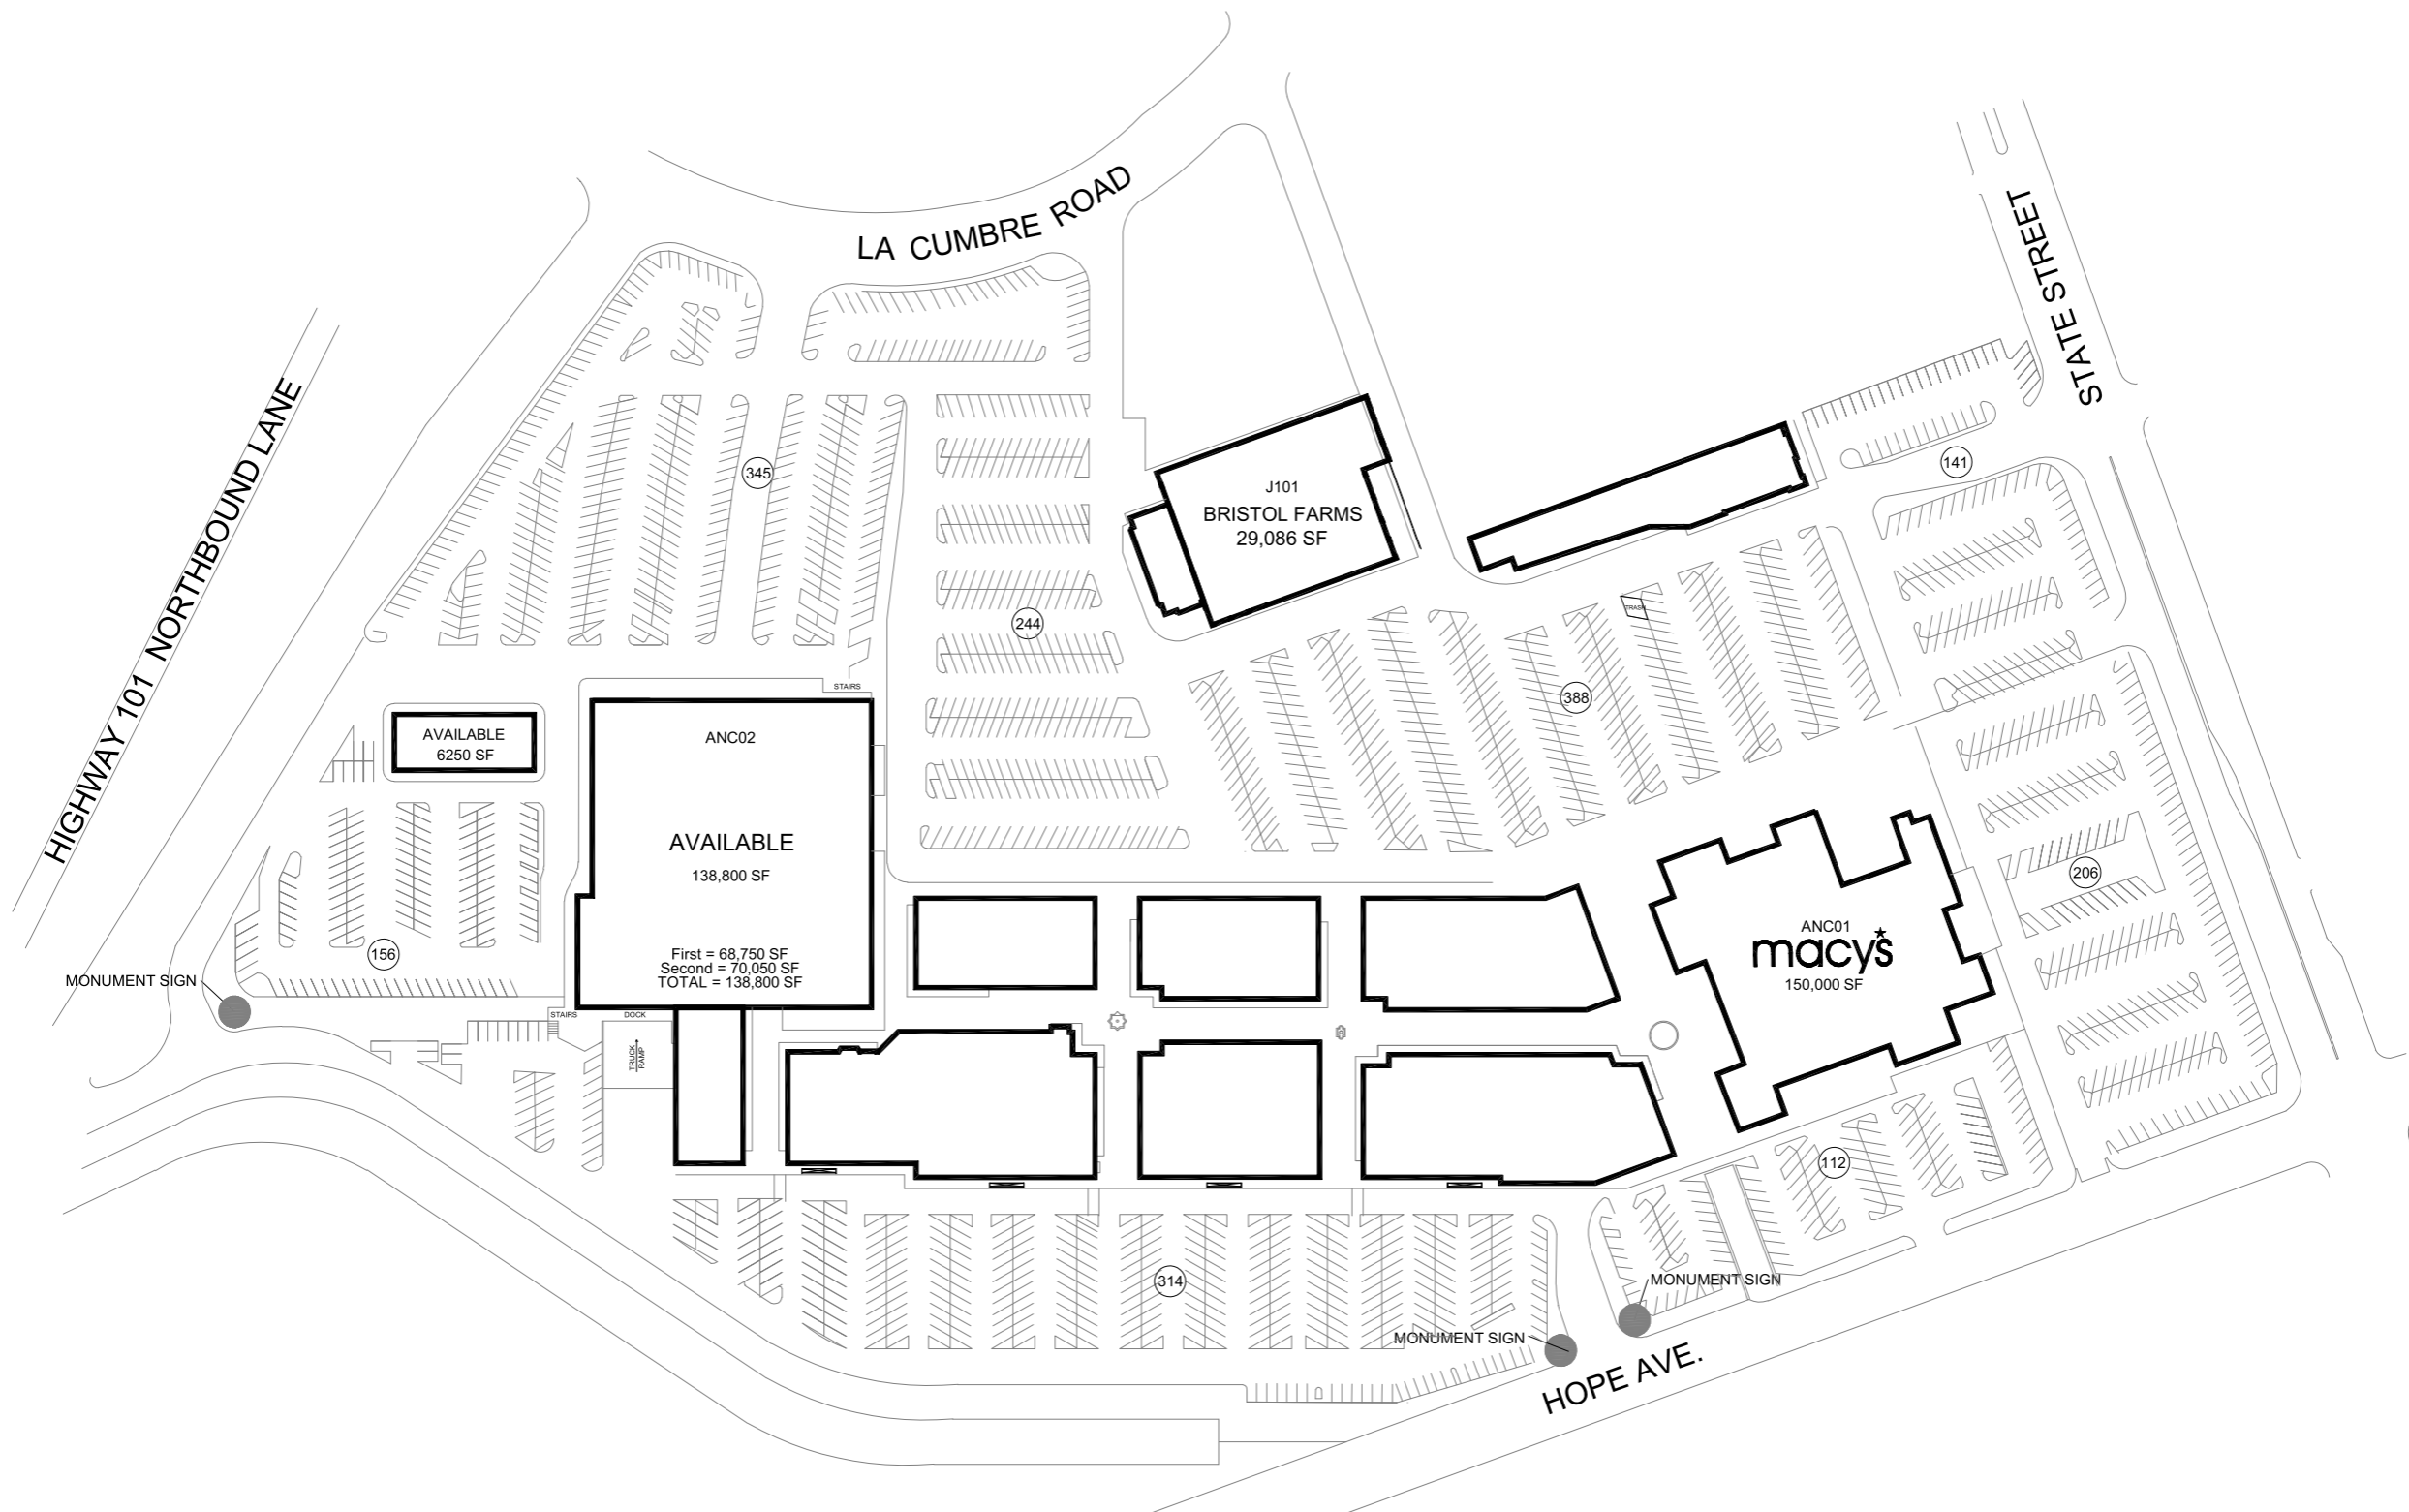 LA CUMBRE ROAD
STATE STREET
HIGHWAY 101 NORTHBOUND LANE
345
141
J101
BRISTOL FARMS
29,086 SF
244
TRASH
388
STAIRS
AVAILABLE
6250 SF
ANC02
AVAILABLE
138,800 SF
First = 68,750 SF
Second = 70,050 SF
TOTAL = 138,800 SF
206
ANC01
macy's
150,000 SF
156
MONUMENT SIGN
STAIRS
DOCK
TRUCK
RAMP
112
314
MONUMENT SIGN
MONUMENT SIGN
HOPE AVE.